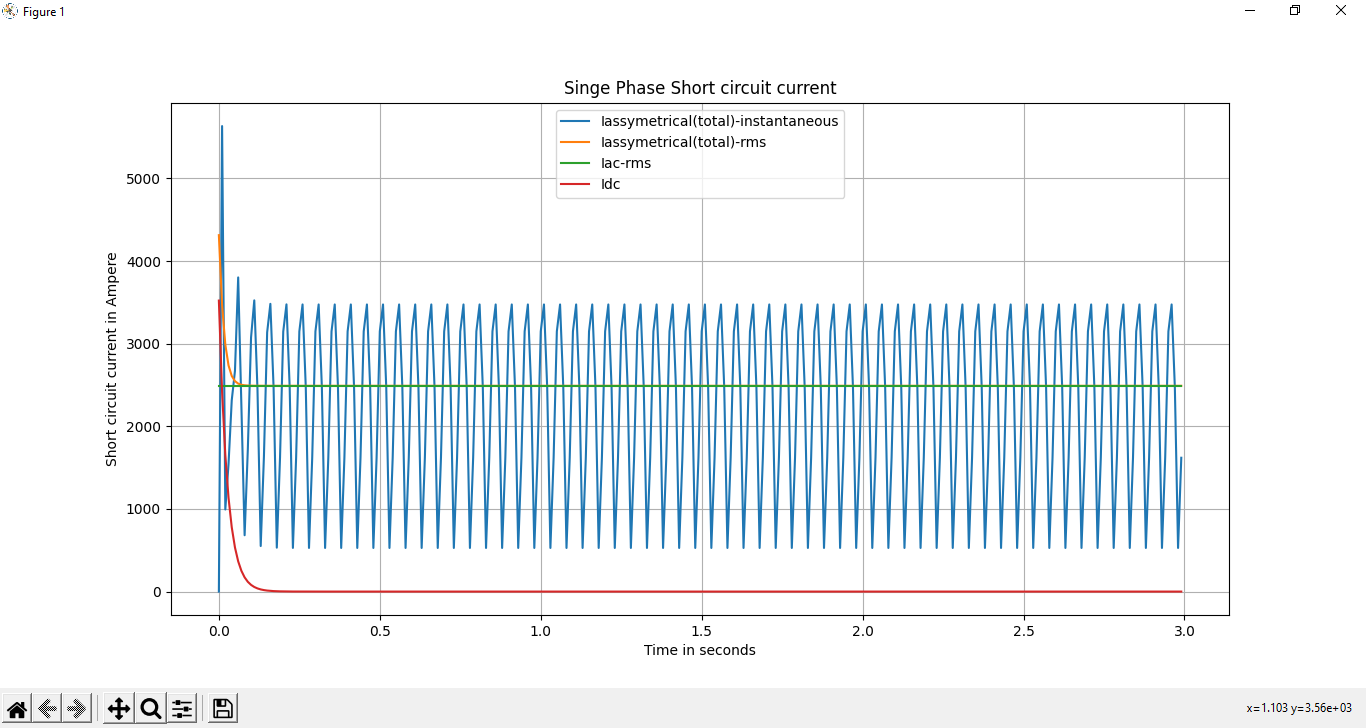 Figure 1
Singe Phase Short circuit current
Iassymetrical(total)-instantaneous
Iassymetrical(total)-rms
Iac-rms
Idc
Short circuit current in Ampere
5000
4000
3000
2000
1000
0
0.0 0.5 1.0 1.5 2.0 2.5 3.0
Time in seconds
x=1.103 y=3.56e+03